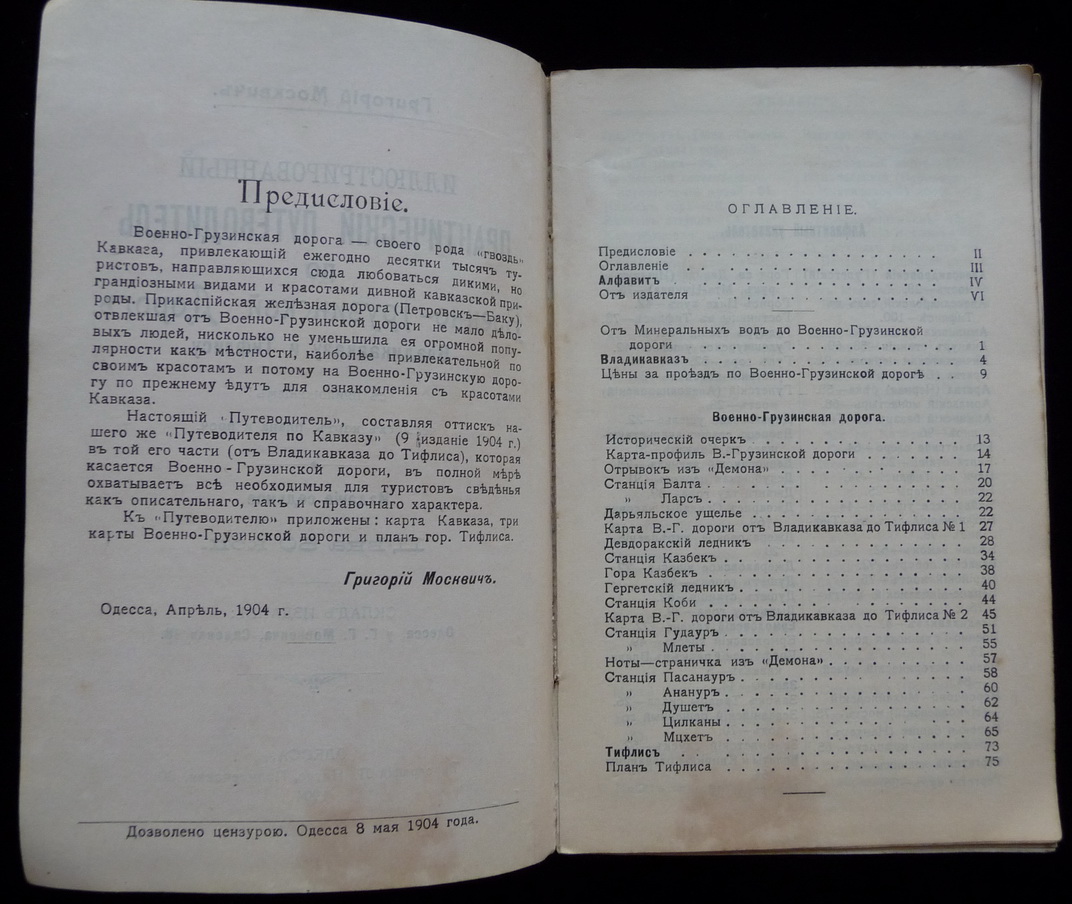 Предисловіе.
Военно-Грузинская дорога — своего рода „гвоздь“
Кавказа, привлекающій ежегодно десятки тысячъ ту-
ристовъ, направляющихся сюда любоваться дикими, но
грандіозными видами и красотами дивной кавказской при-
роды. Прикаспійская желѣзная дорога (Петровскъ—Баку),
отвлекшая отъ Военно-Грузинской дороги не мало дѣло-
выхъ людей, нисколько не уменьшила ея огромной попу-
лярности какъ мѣстности, наиболѣе привлекательной по
своимъ красотамъ и потому на Военно-Грузинскую доро-
гу по прежнему ѣдутъ для ознакомленія съ красотами
Кавказа.
Настоящій „Путеводитель“, составляя оттискъ на-
шего же „Путеводителя по Кавказу“ (9 изданіе 1904 г.)
въ той его части (отъ Владикавказа до Тифлиса), которая
касается Военно-Грузинской дороги, въ полной мѣрѣ
охватываетъ всѣ необходимыя для туристовъ свѣдѣнья
какъ описательнаго, такъ и справочнаго характера.
Къ „Путеводителю“ приложены: карта Кавказа, три
карты Военно-Грузинской дороги и планъ гор. Тифлиса.
Григорій Москвичъ.
Одесса, Апрѣль, 1904 г.
Дозволено цензурою. Одесса 8 мая 1904 года.
ОГЛАВЛЕНІЕ.
Предисловіе . . . . . . . . . . . . . . . . II
Оглавленіе . . . . . . . . . . . . . . . . III
Алфавитъ . . . . . . . . . . . . . . . . IV
Отъ издателя . . . . . . . . . . . . . . . VI
Отъ Минеральныхъ водъ до Военно-Грузинской
дороги . . . . . . . . . . . . . . . . 1
Владикавказъ . . . . . . . . . . . . . . . 4
Цѣны за проѣздъ по Военно-Грузинской дорогѣ . . 9
Военно-Грузинская дорога.
Историческій очеркъ . . . . . . . . . . . . 13
Карта-профиль В.-Грузинской дороги . . . . . . 14
Отрывокъ изъ „Демона“ . . . . . . . . . . . 17
Станція Балта . . . . . . . . . . . . . . . 20
„ Ларсъ . . . . . . . . . . . . . . . 22
Дарьяльское ущелье . . . . . . . . . . . . 22
Карта В.-Г. дороги отъ Владикавказа до Тифлиса № 1 27
Девдоракскій ледникъ . . . . . . . . . . . 28
Станція Казбекъ . . . . . . . . . . . . . . 34
Гора Казбекъ . . . . . . . . . . . . . . . 38
Гергетскій ледникъ . . . . . . . . . . . . 40
Станція Коби . . . . . . . . . . . . . . . 44
Карта В.-Г. дороги отъ Владикавказа до Тифлиса № 2 45
Станція Гудауръ . . . . . . . . . . . . . . 51
„ Млеты . . . . . . . . . . . . . . . 55
Ноты—страничка изъ „Демона“ . . . . . . . . 57
Станція Пасанауръ . . . . . . . . . . . . . 58
„ Анануръ . . . . . . . . . . . . . . 60
„ Душетъ . . . . . . . . . . . . . . 62
„ Цилканы . . . . . . . . . . . . . . 64
„ Мцхетъ . . . . . . . . . . . . . . 65
Тифлисъ . . . . . . . . . . . . . . . . 73
Планъ Тифлиса . . . . . . . . . . . . . . 75